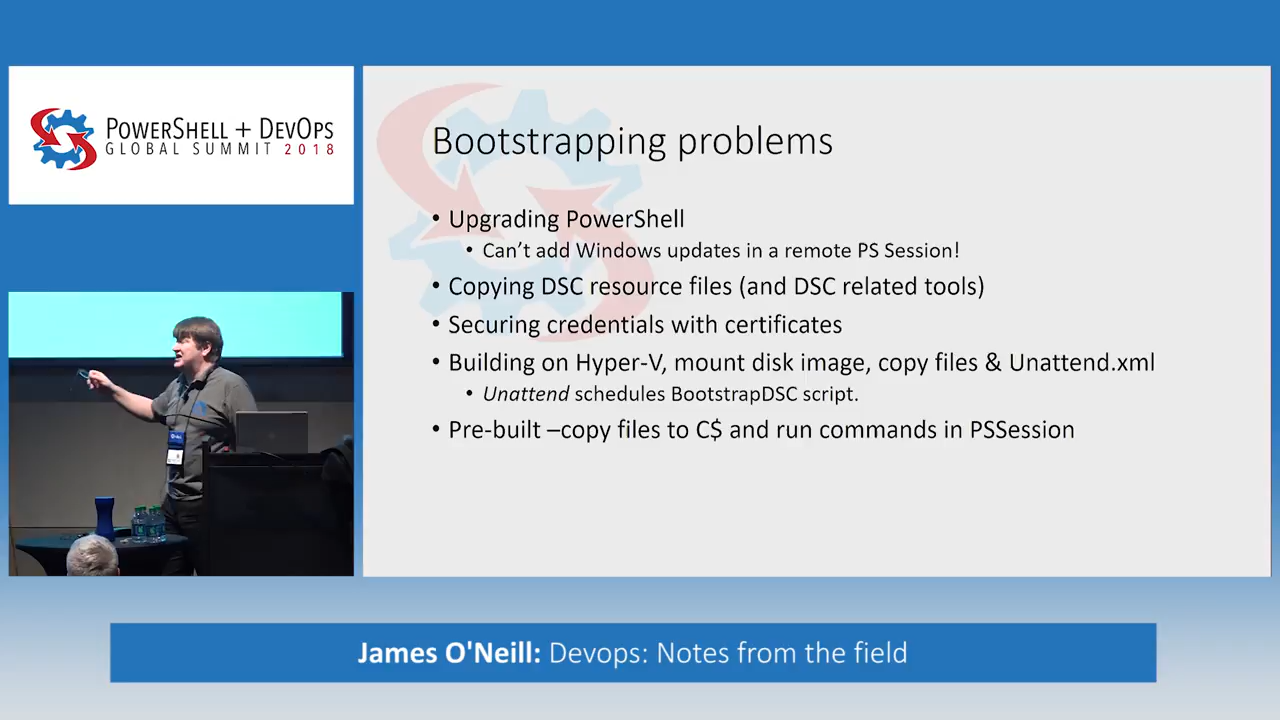 POWERSHELL + DEVOPS
GLOBAL SUMMIT 2018
Bootstrapping problems
• Upgrading PowerShell
• Can’t add Windows updates in a remote PS Session!
• Copying DSC resource files (and DSC related tools)
• Securing credentials with certificates
• Building on Hyper-V, mount disk image, copy files & Unattend.xml
• Unattend schedules BootstrapDSC script.
• Pre-built –copy files to C$ and run commands in PSSession
James O'Neill: Devops: Notes from the field